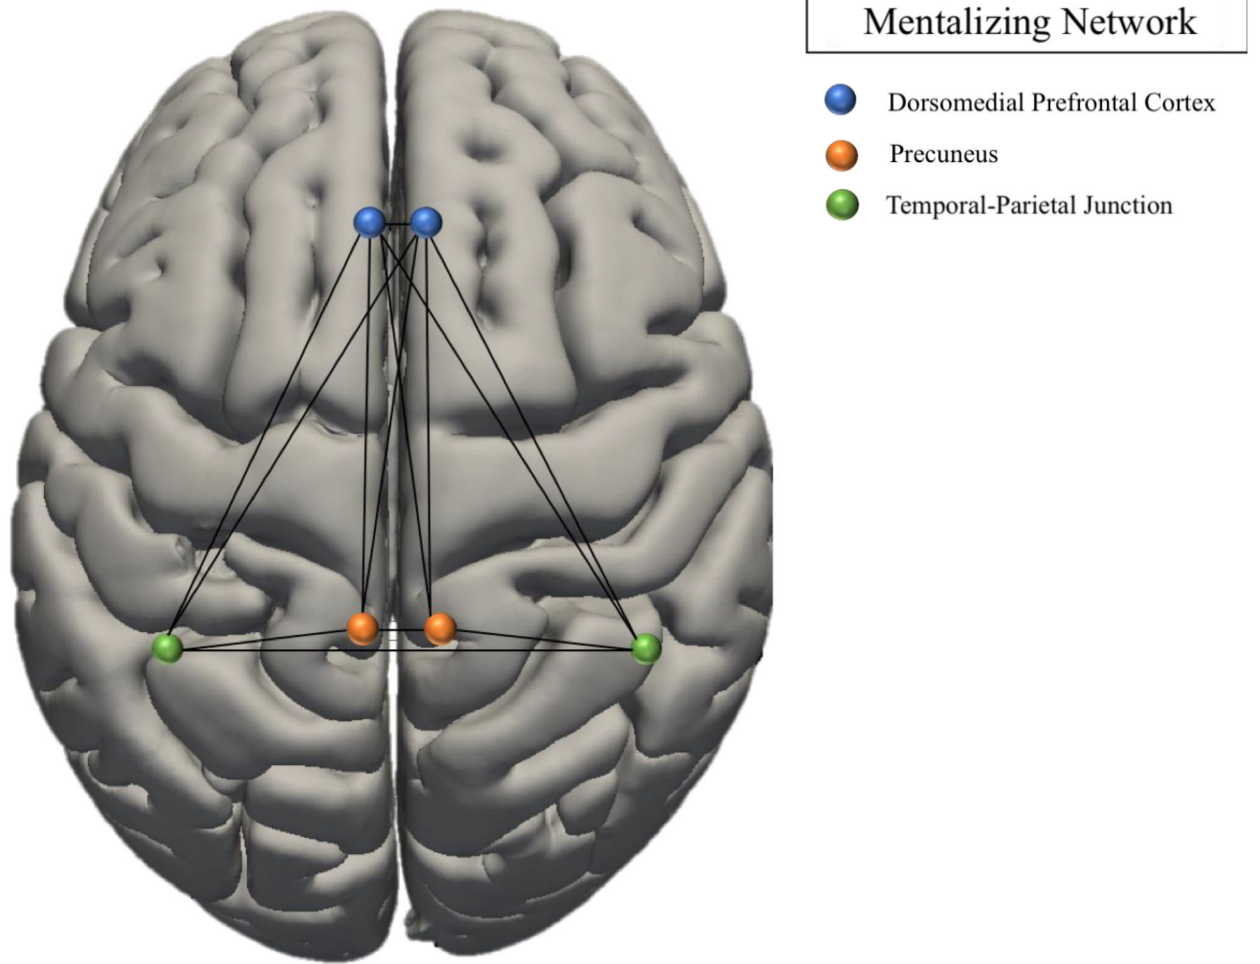 Mentalizing Network
Dorsomedial Prefrontal Cortex
Precuneus
Temporal-Parietal Junction